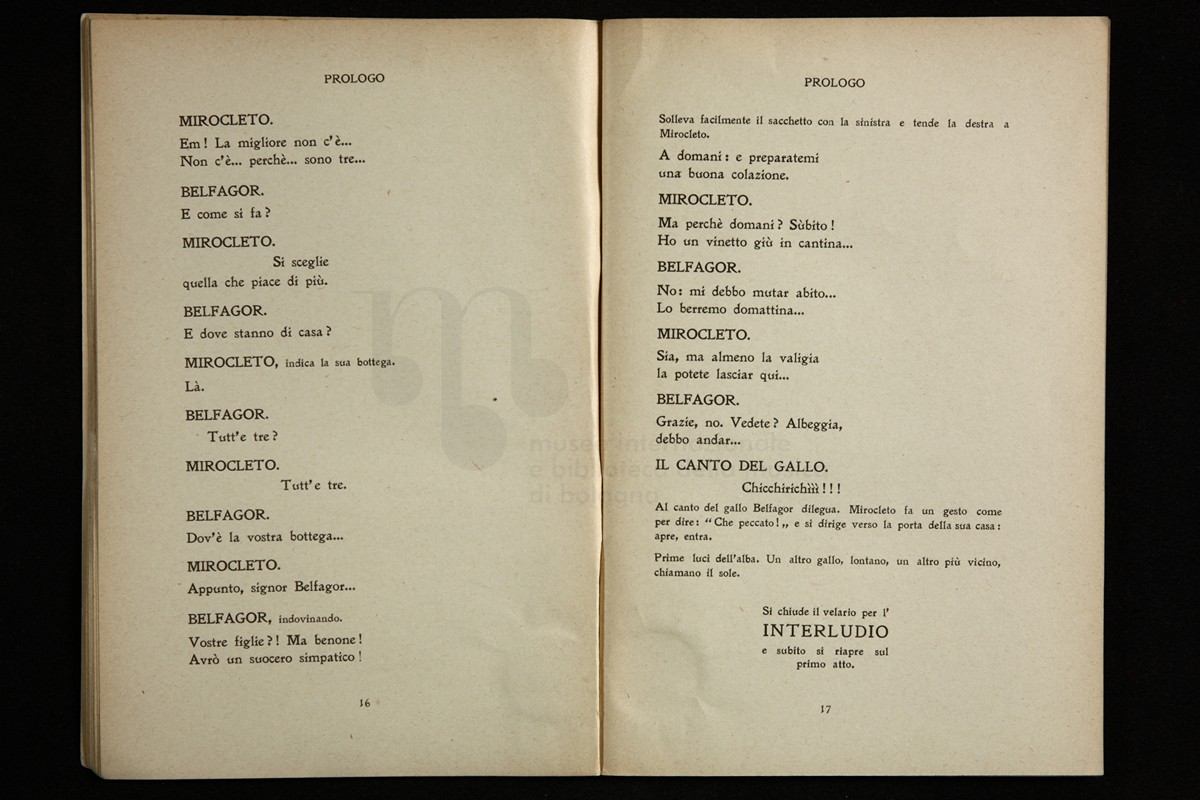 PROLOGO
MIROCLETO.
Em! La migliore non c'è...
Non c'è... perchè... sono tre...
BELFAGOR.
E come si fa?
MIROCLETO.
Si sceglie
quella che piace di più.
BELFAGOR.
E dove stanno di casa?
MIROCLETO, indica la sua bottega.
Là.
BELFAGOR.
Tutt'e tre?
MIROCLETO.
Tutt'e tre.
BELFAGOR.
Dov'è la vostra bottega...
MIROCLETO.
Appunto, signor Belfagor...
BELFAGOR, indovinando.
Vostre figlie?! Ma benone!
Avrò un suocero simpatico!
16
PROLOGO
Solleva facilmente il sacchetto con la sinistra e tende la destra a
Mirocleto.
A domani: e preparatemi
una buona colazione.
MIROCLETO.
Ma perchè domani? Sùbito!
Ho un vinetto giù in cantina...
BELFAGOR.
No: mi debbo mutar abito...
Lo berremo domattina...
MIROCLETO.
Sia, ma almeno la valigia
la potete lasciar qui...
BELFAGOR.
Grazie, no. Vedete? Albeggia,
debbo andar...
IL CANTO DEL GALLO.
Chicchirichììì!!!
Al canto del gallo Belfagor dilegua. Mirocleto fa un gesto come
per dire: “Che peccato!„ e si dirige verso la porta della sua casa:
apre, entra.
Prime luci dell'alba. Un altro gallo, lontano, un altro più vicino,
chiamano il sole.
Si chiude il velario per l'
INTERLUDIO
e subito si riapre sul
primo atto.
17
museo internazionale
e biblioteca della
di bologna